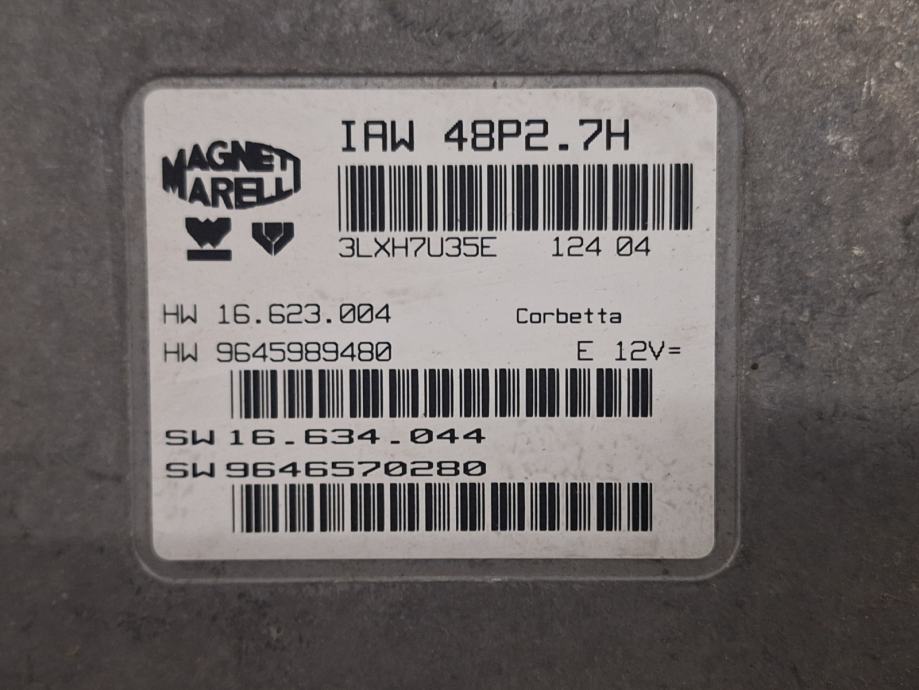 MAGNETI
MARELLI
IAW 48P2.7H
3LXH7U35E 124 04
HW 16.623.004 Corbetta
HW 9645989480 E 12V=
SW 16.634.044
SW 9646570280